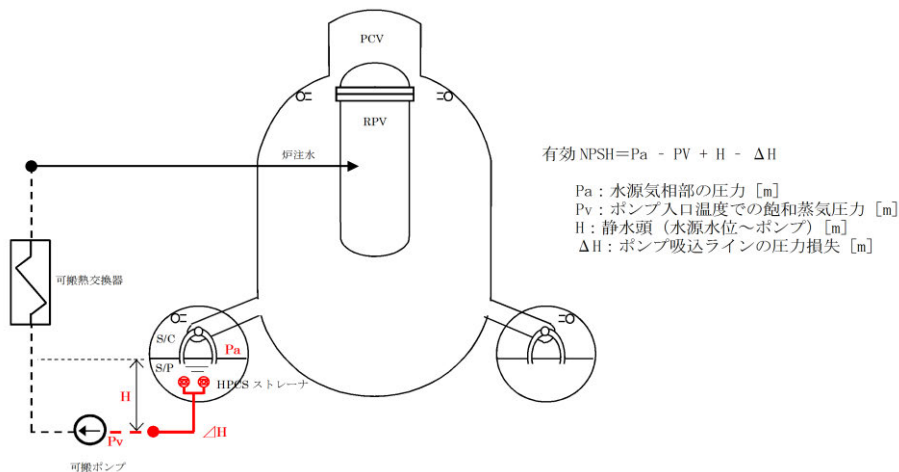 PCV
RPV
炉注水
有効 NPSH=Pa - PV + H - ΔH
Pa:水源気相部の圧力 [m]
Pv:ポンプ入口温度での飽和蒸気圧力 [m]
H:静水頭(水源水位~ポンプ)[m]
ΔH:ポンプ吸込ラインの圧力損失 [m]
可搬熱交換器
S/C
Pa
S/P
HPCS ストレーナ
H
⊿H
Pv
可搬ポンプ